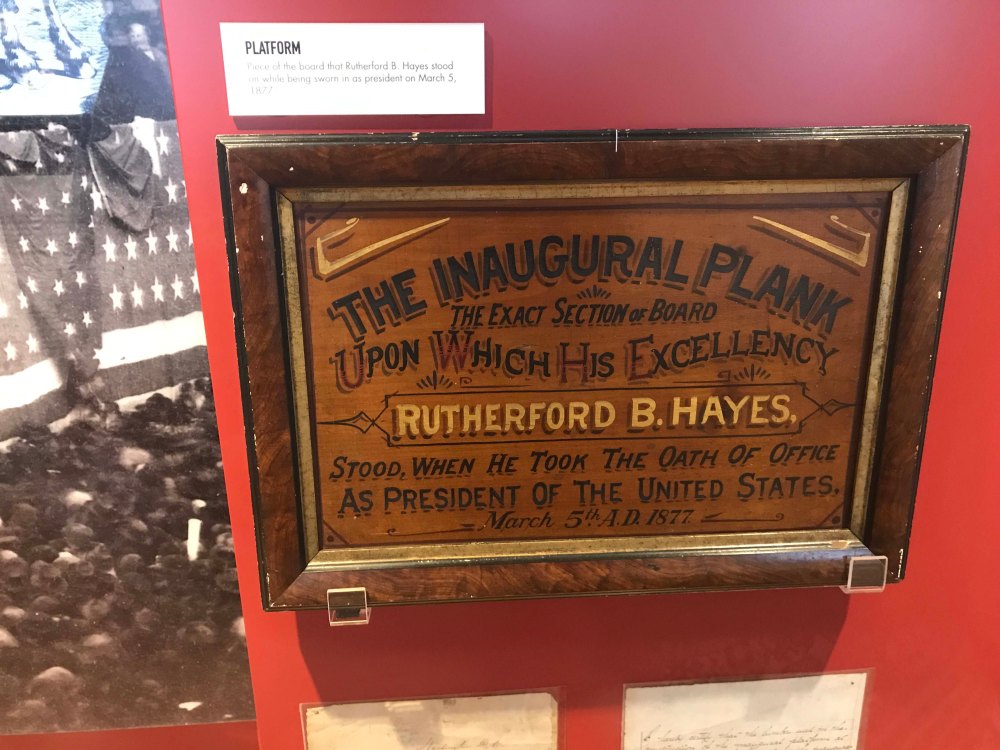 PLATFORM
Piece of the board that Rutherford B. Hayes stood
on while being sworn in as president on March 5,
1877.
THE INAUGURAL PLANK
THE EXACT SECTION OF BOARD
UPON WHICH HIS EXCELLENCY
RUTHERFORD B. HAYES,
STOOD, WHEN HE TOOK THE OATH OF OFFICE
AS PRESIDENT OF THE UNITED STATES,
March 5th A.D. 1877.